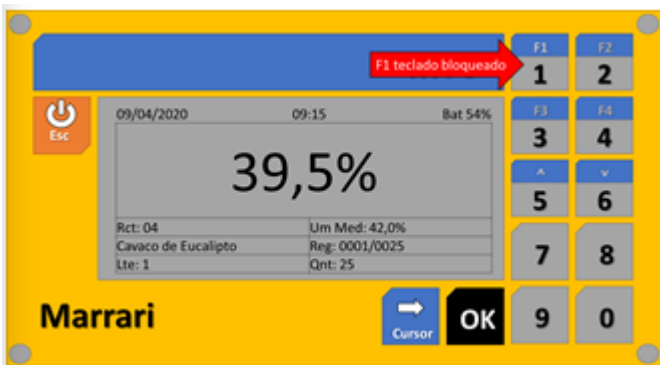 F1 teclado bloqueado
F1
1
F2
2
Esc
09/04/2020 09:15 Bat 54%
39,5%
Rct: 04 Um Med: 42,0%
Cavaco de Eucalipto Reg: 0001/0025
Lte: 1 Qnt: 25
F3
3
F4
4
^
5
v
6
7
8
Marrari
Cursor
OK
9
0